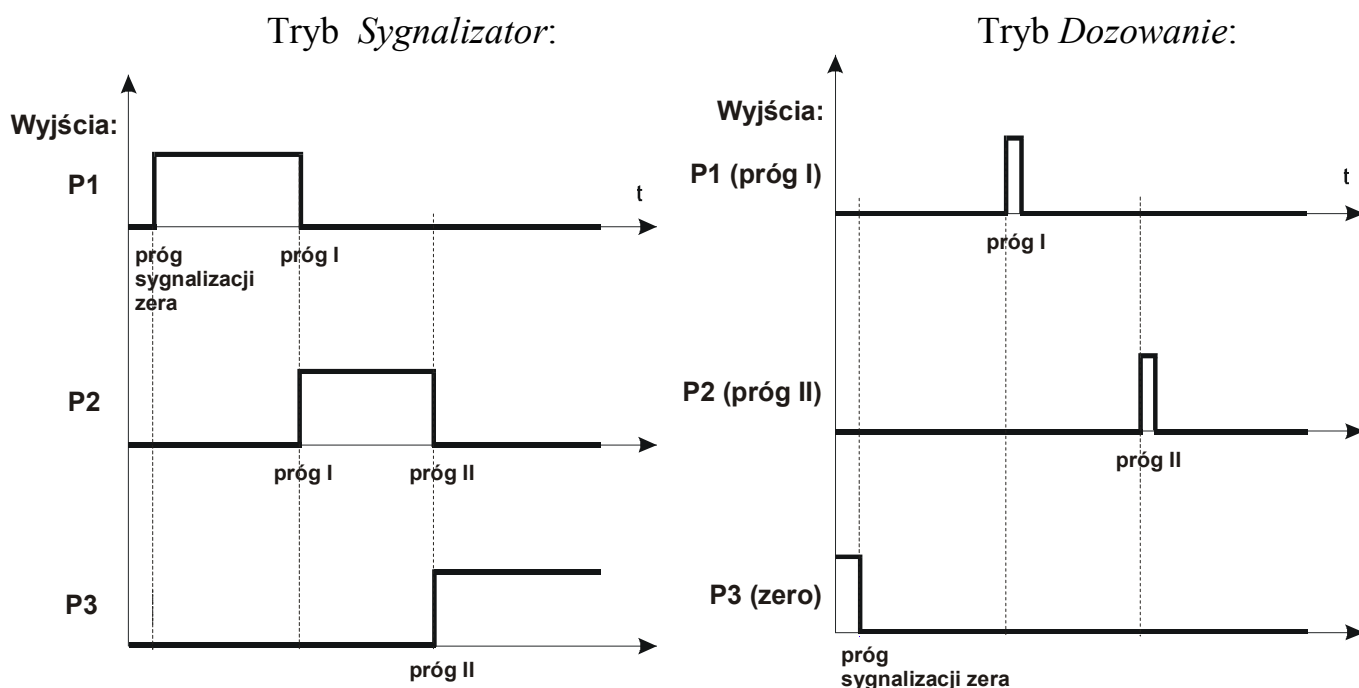 Tryb Sygnalizator:
Wyjścia:
P1
t
próg
sygnalizacji
zera
próg I
P2
próg I
próg II
P3
próg II
Tryb Dozowanie:
Wyjścia:
P1 (próg I)
t
próg I
P2 (próg II)
próg II
P3 (zero)
próg
sygnalizacji zera